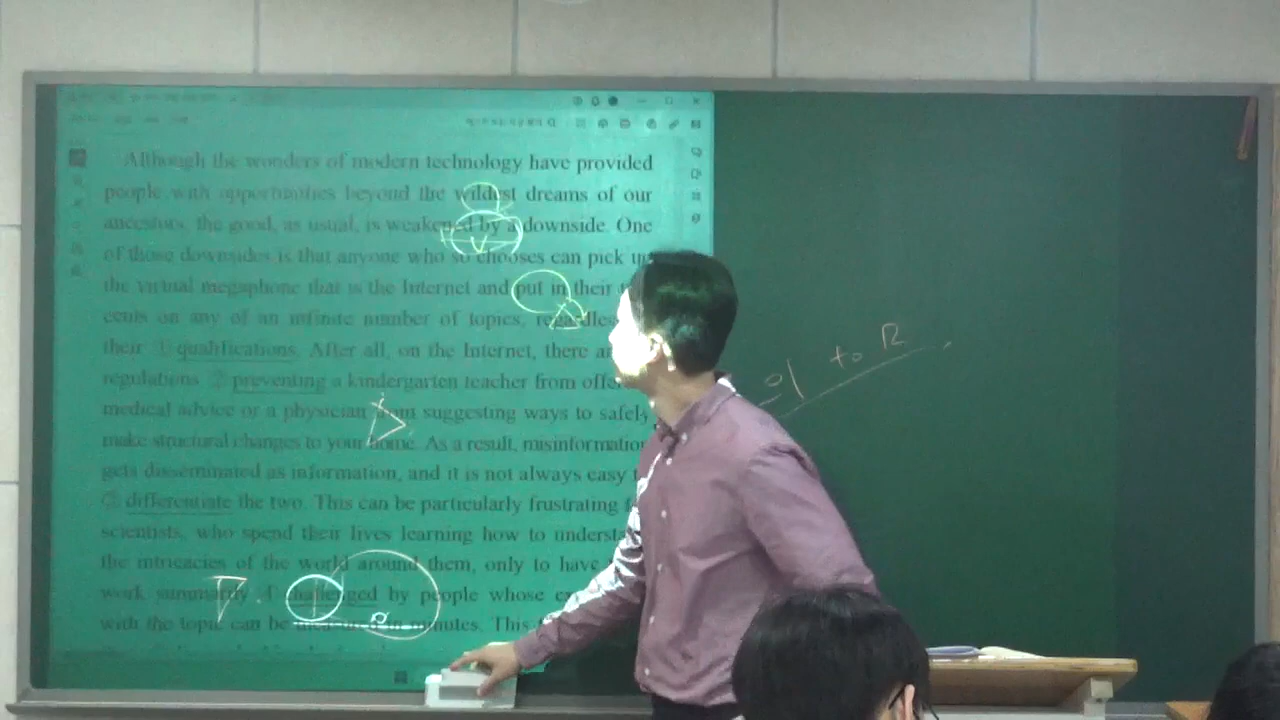 Although the wonders of modern technology have provided
people with opportunities beyond the wildest dreams of our
ancestors, the good, as usual, is weakened by a downside. One
of those downsides is that anyone who so chooses can pick up
the virtual megaphone that is the Internet and put in their
cents on any of an infinite number of topics,
their ① qualifications. After all, on the Internet, there
regulations ② preventing a kindergarten teacher from
medical advice or a physician from suggesting ways to safely
make structural changes to your home. As a result, misinformation
gets disseminated as information, and it is not always easy
③ differentiate the two. This can be particularly frustrating
scientists, who spend their lives learning how to
the intricacies of the world around them, only to have
work summarily ④ challenged by people whose
with the topic can be in minutes. This
to R